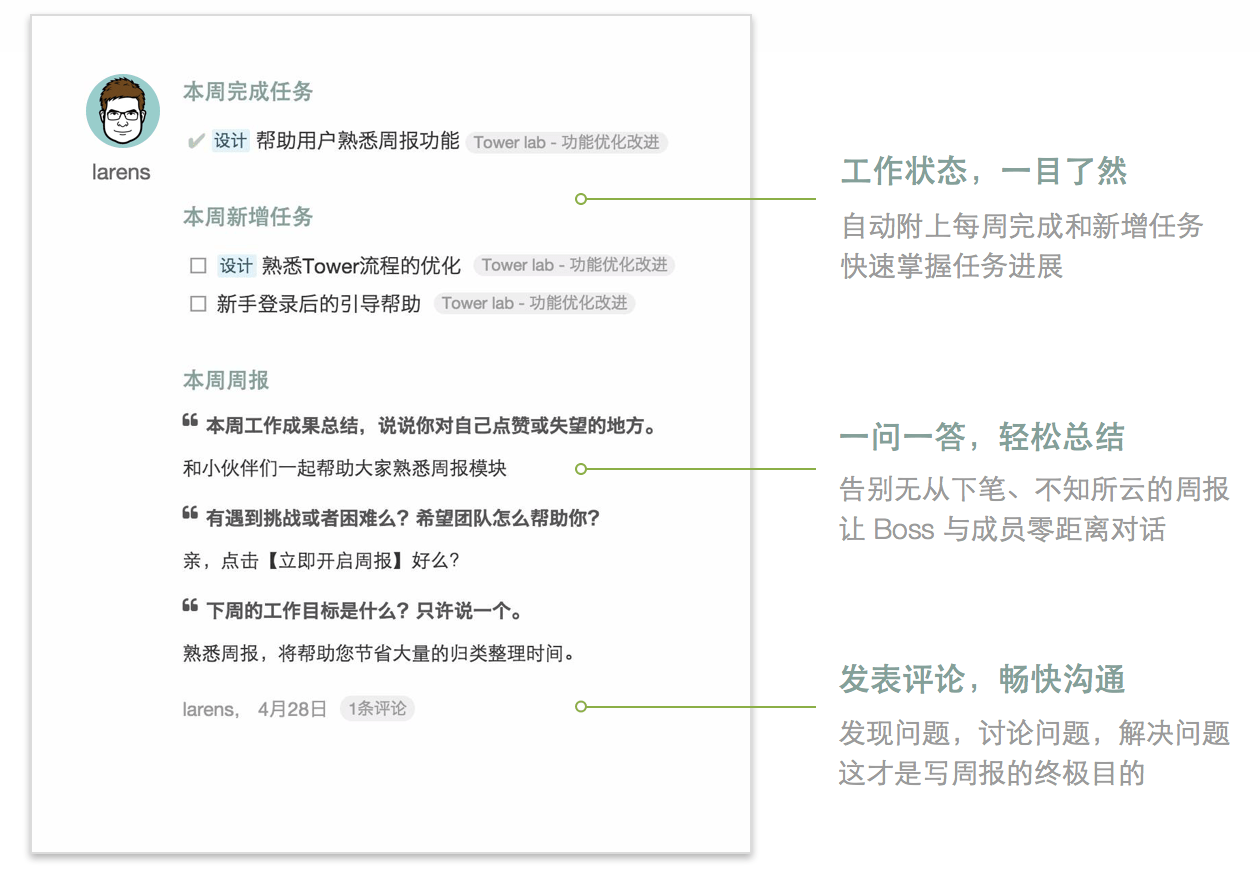 本周完成任务
✔ 设计 帮助用户熟悉周报功能 Tower lab - 功能优化改进
larens
本周新增任务
设计 熟悉Tower流程的优化 Tower lab - 功能优化改进
新手登录后的引导帮助 Tower lab - 功能优化改进
本周周报
❝ 本周工作成果总结，说说你对自己点赞或失望的地方。
和小伙伴们一起帮助大家熟悉周报模块
❝ 有遇到挑战或者困难么？希望团队怎么帮助你？
亲，点击【立即开启周报】好么？
❝ 下周的工作目标是什么？只许说一个。
熟悉周报，将帮助您节省大量的归类整理时间。
larens, 4月28日 1条评论
工作状态，一目了然
自动附上每周完成和新增任务
快速掌握任务进展
一问一答，轻松总结
告别无从下笔、不知所云的周报
让 Boss 与成员零距离对话
发表评论，畅快沟通
发现问题，讨论问题，解决问题
这才是写周报的终极目的